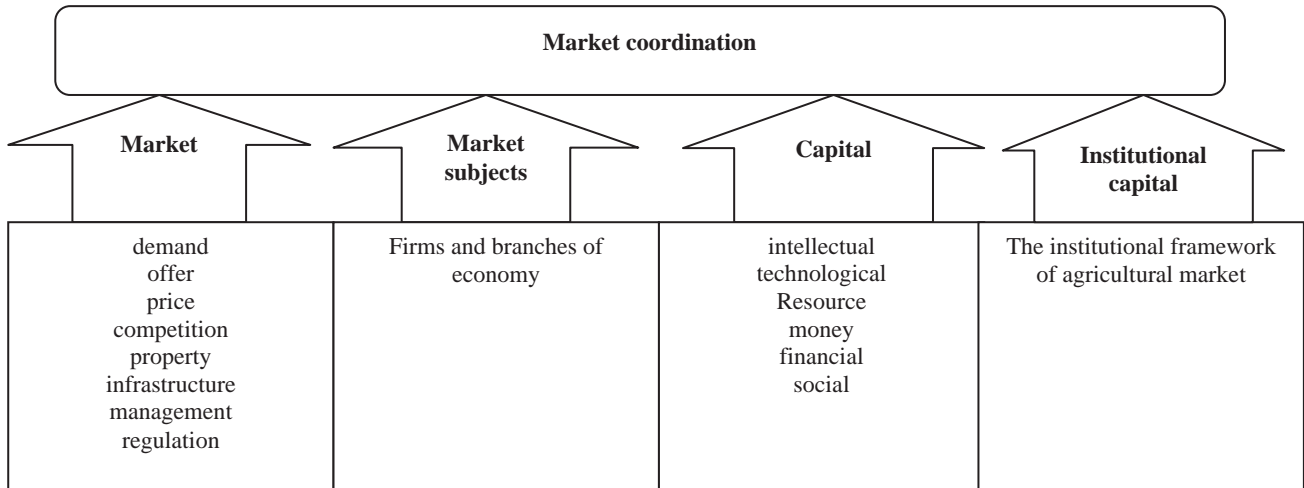 Market coordination
Market
Market
subjects
Capital
Institutional
capital
demand
offer
price
competition
property
infrastructure
management
regulation
Firms and branches of
economy
intellectual
technological
Resource
money
financial
social
The institutional framework
of agricultural market